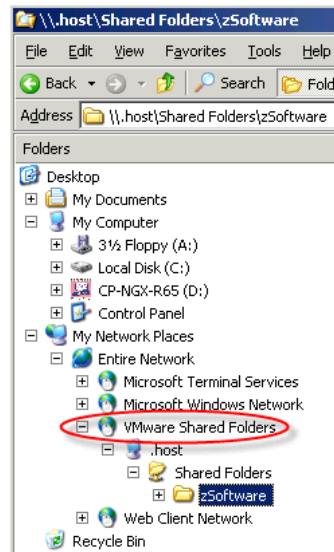 \\.host\Shared Folders\zSoftware
File Edit View Favorites Tools Help
Back Search Fold
Address \\.host\Shared Folders\zSoftware
Folders
Desktop
My Documents
My Computer
3½ Floppy (A:)
Local Disk (C:)
CP-NGX-R65 (D:)
Control Panel
My Network Places
Entire Network
Microsoft Terminal Services
Microsoft Windows Network
VMware Shared Folders
.host
Shared Folders
zSoftware
Web Client Network
Recycle Bin